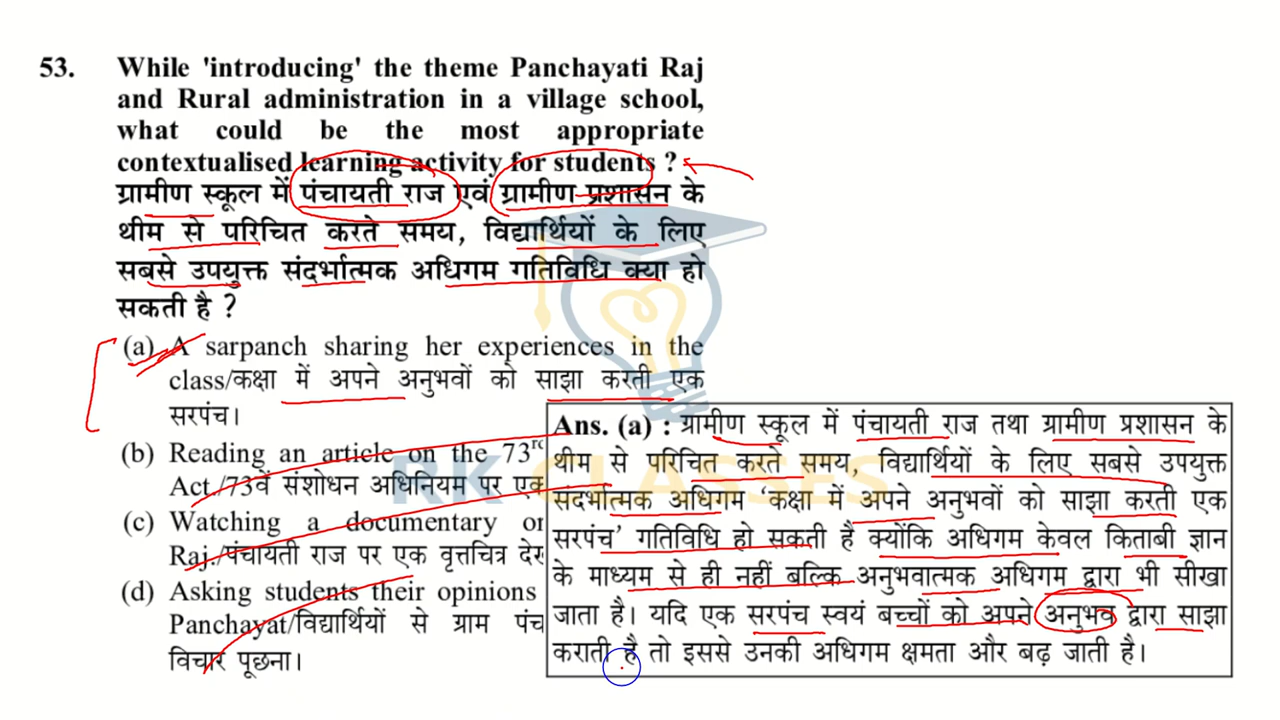 53. While 'introducing' the theme Panchayati Raj
and Rural administration in a village school,
what could be the most appropriate
contextualised learning activity for students ?
ग्रामीण स्कूल में पंचायती राज एवं ग्रामीण प्रशासन के
थीम से परिचित करते समय, विद्यार्थियों के लिए
सबसे उपयुक्त संदर्भात्मक अधिगम गतिविधि क्या हो
सकती है ?
(a) A sarpanch sharing her experiences in the
class/कक्षा में अपने अनुभवों को साझा करती एक
सरपंच।
(b) Reading an article on the 73rd
Act./73वें संशोधन अधिनियम पर एक
(c) Watching a documentary on
Raj./पंचायती राज पर एक वृत्तचित्र
(d) Asking students their opinions
Panchayat/विद्यार्थियों से ग्राम
विचार पूछना।
Ans. (a) : ग्रामीण स्कूल में पंचायती राज तथा ग्रामीण प्रशासन के
थीम से परिचित करते समय, विद्यार्थियों के लिए सबसे उपयुक्त
संदर्भात्मक अधिगम 'कक्षा में अपने अनुभवों को साझा करती एक
सरपंच' गतिविधि हो सकती है क्योंकि अधिगम केवल किताबी ज्ञान
के माध्यम से ही नहीं बल्कि अनुभवात्मक अधिगम द्वारा भी सीखा
जाता है। यदि एक सरपंच स्वयं बच्चों को अपने अनुभव द्वारा साझा
कराती है तो इससे उनकी अधिगम क्षमता और बढ़ जाती है।
RK CLASSES